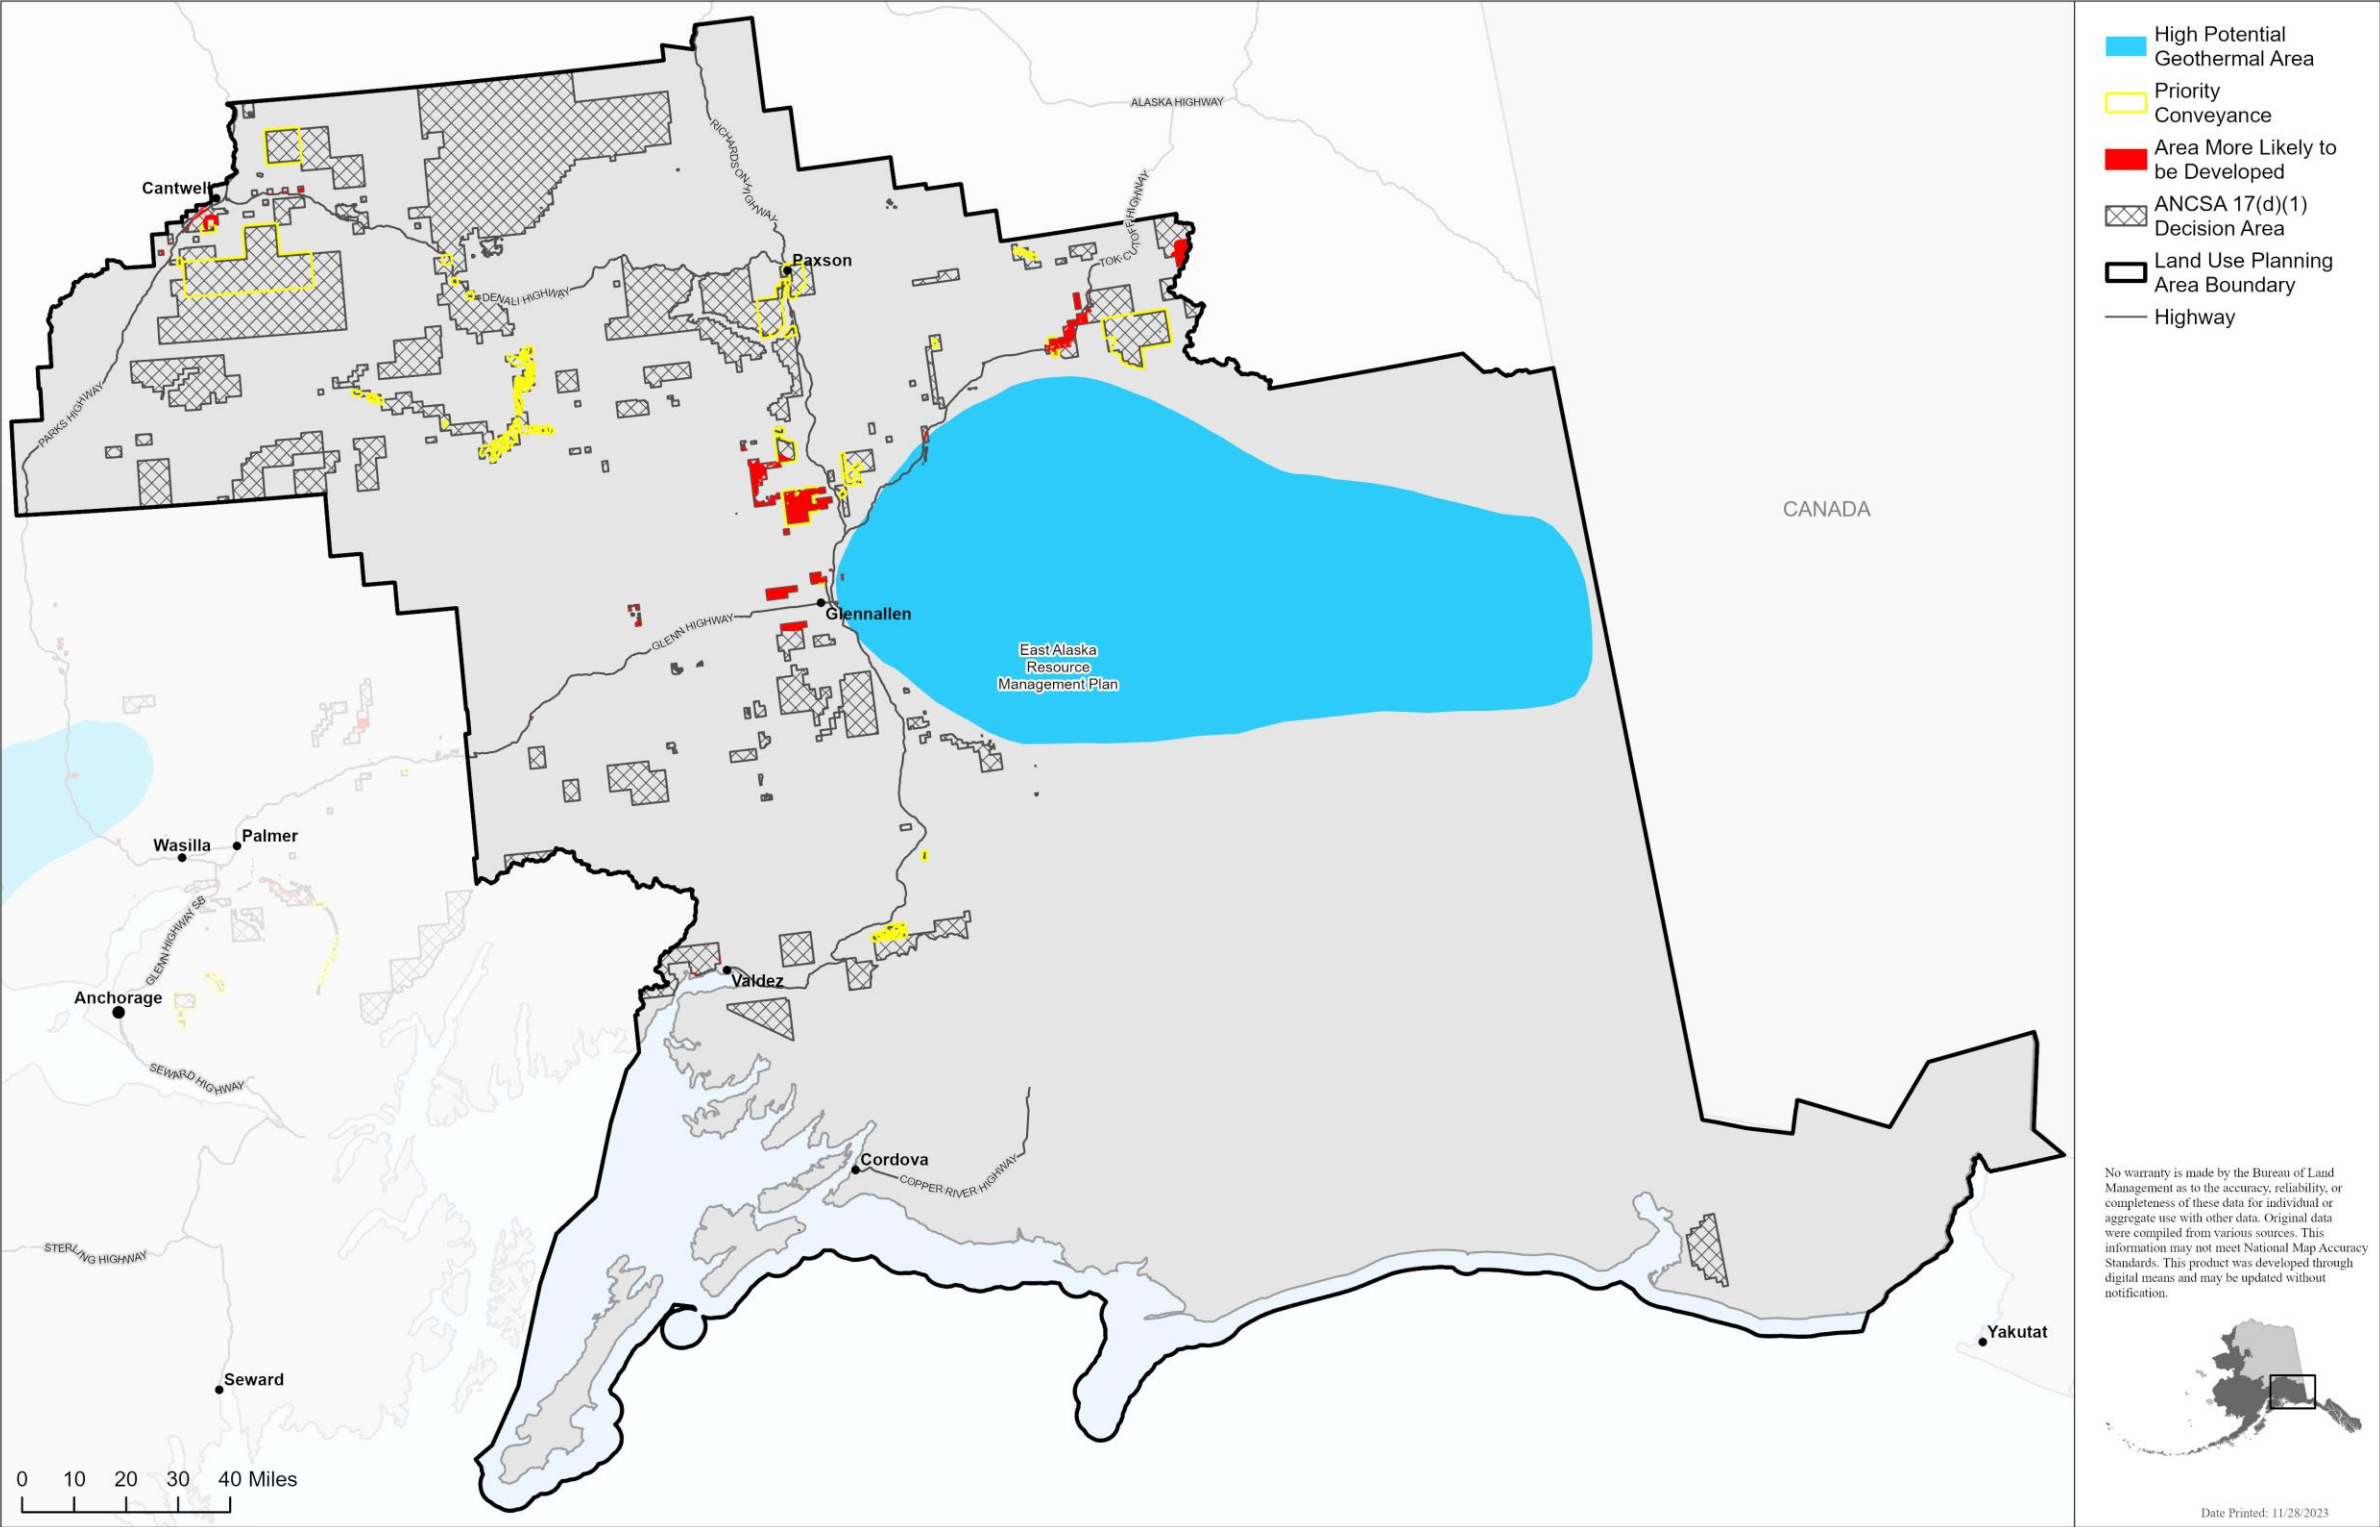 High Potential
Geothermal Area
Priority
Conveyance
Area More Likely to
be Developed
ANCSA 17(d)(1)
Decision Area
Land Use Planning
Area Boundary
Highway
ALASKA HIGHWAY
RICHARDSON HIGHWAY
Cantwell
TOK CUTOFF HIGHWAY
Paxson
DENALI HIGHWAY
PARKS HIGHWAY
CANADA
Glennallen
GLENN HIGHWAY
East Alaska
Resource
Management Plan
Wasilla
Palmer
GLENN HIGHWAY SB
Valdez
Anchorage
SEWARD HIGHWAY
Cordova
COPPER RIVER HIGHWAY
STERLING HIGHWAY
Yakutat
Seward
0 10 20 30 40 Miles
No warranty is made by the Bureau of Land
Management as to the accuracy, reliability, or
completeness of these data for individual or
aggregate use with other data. Original data
were compiled from various sources. This
information may not meet National Map Accuracy
Standards. This product was developed through
digital means and may be updated without
notification.
Date Printed: 11/28/2023